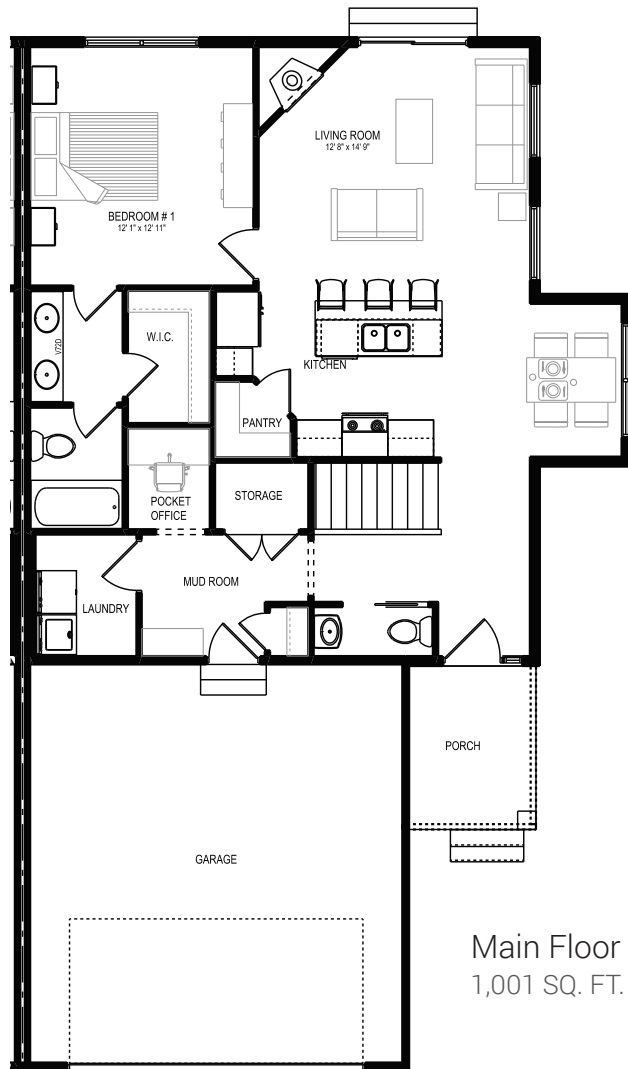 LIVING ROOM
12' 8" x 14' 9"
BEDROOM # 1
12' 1" x 12' 11"
V72D
W.I.C.
KITCHEN
PANTRY
POCKET
OFFICE
STORAGE
MUD ROOM
LAUNDRY
PORCH
GARAGE
Main Floor
1,001 SQ. FT.